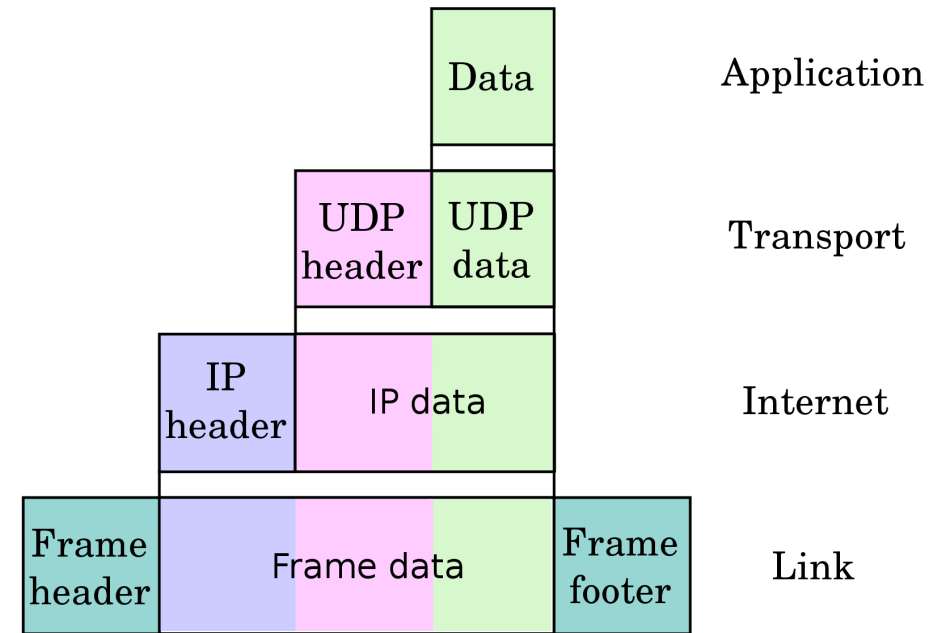 Data
Application
UDP
header
UDP
data
Transport
IP
header
IP data
Internet
Frame
header
Frame data
Frame
footer
Link